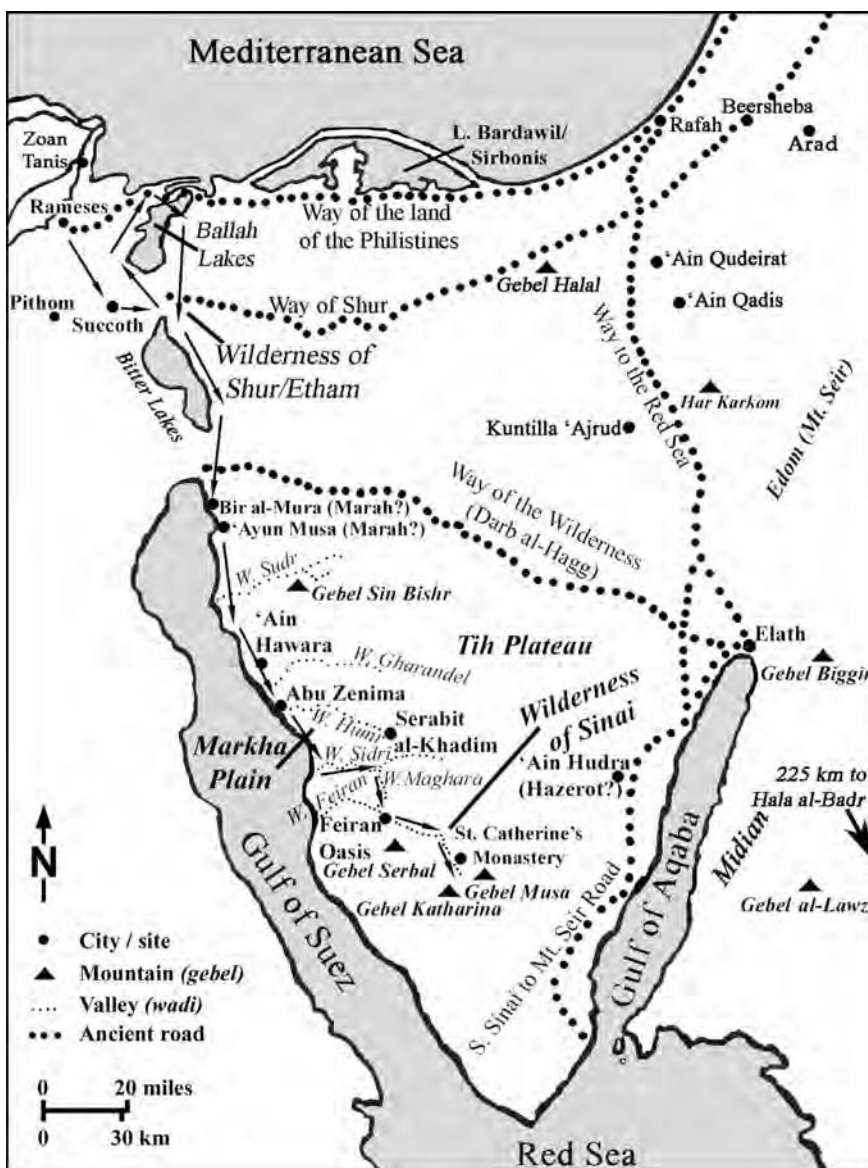 Mediterranean Sea
Zoan
Tanis
Rameses
Pithom
Succoth
Ballah
Lakes
L. Bardawil/
Sirbonis
Way of the land
of the Philistines
Rafah
Beersheba
Arad
Gebel Halal
'Ain Qudeirat
'Ain Qadis
Way of Shur
Wilderness of
Shur/Etham
Bitter Lakes
Way to the Red Sea
Har Karkom
Edom (Mt. Seir)
Kuntilla 'Ajrud
Way of the Wilderness
(Darb al-Hagg)
Bir al-Mura (Marah?)
'Ayun Musa (Marah?)
W. Sudr
Gebel Sin Bishr
'Ain
Hawara
W. Gharandel
Tih Plateau
Elath
Gebel Biggir
Abu Zenima
W. Humr
Serabit
al-Khadim
Wilderness
of Sinai
Markha
Plain
W. Sidri
W. Maghara
'Ain Hudra
(Hazerot?)
225 km to
Hala al-Badr
W. Feiran
Feiran
Oasis
St. Catherine's
Monastery
Gebel Serbal
Gebel Musa
Gebel Katharina
Midian
Gebel al-Lawz
Gulf of Suez
Gulf of Aqaba
S. Sinai to Mt. Seir Road
N
City / site
Mountain (gebel)
Valley (wadi)
Ancient road
0 20 miles
0 30 km
Red Sea